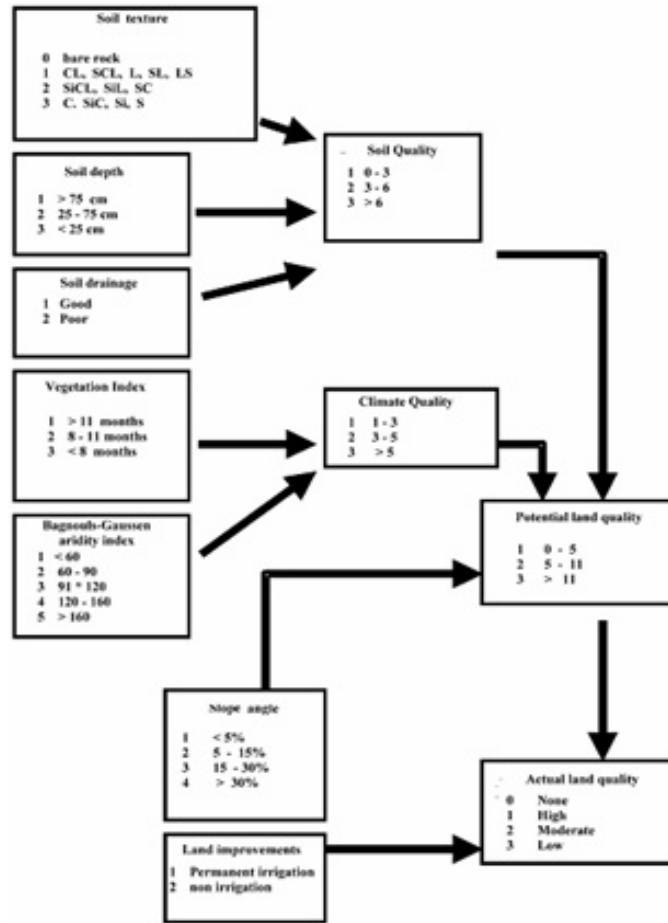 Soil texture
0 bare rock
1 CL, SCL, L, SL, LS
2 SiCL, SiL, SC
3 C. SiC, Si, S
Soil depth
1 > 75 cm
2 25 - 75 cm
3 < 25 cm
Soil drainage
1 Good
2 Poor
Soil Quality
1 0 - 3
2 3 - 6
3 > 6
Vegetation Index
1 > 11 months
2 8 - 11 months
3 < 8 months
Climate Quality
1 1 - 3
2 3 - 5
3 > 5
Bagnouls-Gaussen
aridity index
1 < 60
2 60 - 90
3 91 * 120
4 120 - 160
5 > 160
Potential land quality
1 0 - 5
2 5 - 11
3 > 11
Slope angle
1 < 5%
2 5 - 15%
3 15 - 30%
4 > 30%
Land improvements
1 Permanent irrigation
2 non irrigation
Actual land quality
0 None
1 High
2 Moderate
3 Low